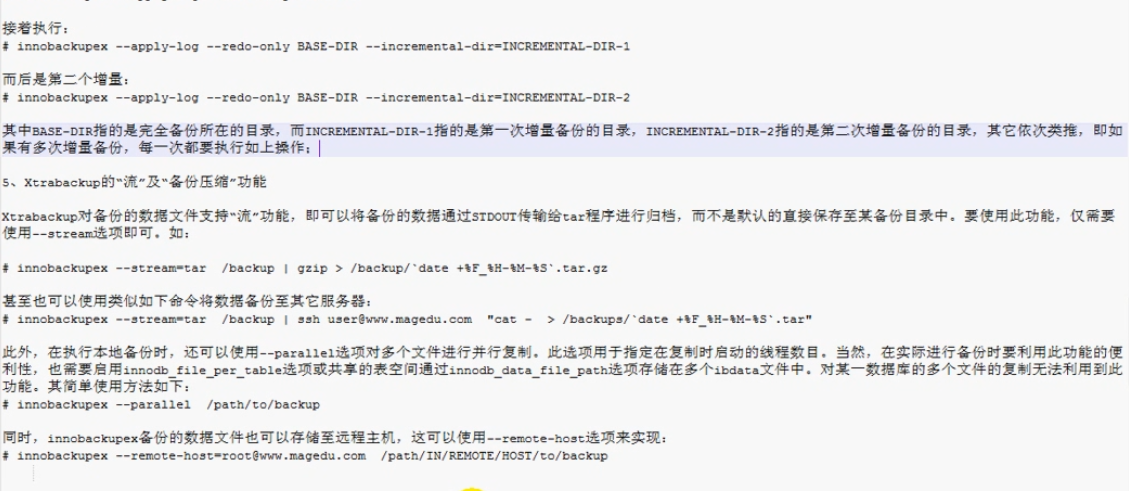 接着执行：
# innobackupex --apply-log --redo-only BASE-DIR --incremental-dir=INCREMENTAL-DIR-1
而后是第二个增量：
# innobackupex --apply-log --redo-only BASE-DIR --incremental-dir=INCREMENTAL-DIR-2
其中BASE-DIR指的是完全备份所在的目录，而INCREMENTAL-DIR-1指的是第一次增量备份的目录，INCREMENTAL-DIR-2指的是第二次增量备份的目录，其它依次类推，即如
果有多次增量备份，每一次都要执行如上操作；
5、Xtrabackup的“流”及“备份压缩”功能
Xtrabackup对备份的数据文件支持“流”功能，即可以将备份的数据通过STDOUT传输给tar程序进行归档，而不是默认的直接保存至某备份目录中。要使用此功能，仅需要
使用--stream选项即可。如：
# innobackupex --stream=tar  /backup | gzip > /backup/`date +%F_%H-%M-%S`.tar.gz
甚至也可以使用类似如下命令将数据备份至其它服务器：
# innobackupex --stream=tar  /backup | ssh user@www.magedu.com  "cat -  > /backups/`date +%F_%H-%M-%S`.tar"
此外，在执行本地备份时，还可以使用--parallel选项对多个文件进行并行复制。此选项用于指定在复制时启动的线程数目。当然，在实际进行备份时要利用此功能的便
利性，也需要启用innodb_file_per_table选项或共享的表空间通过innodb_data_file_path选项存储在多个ibdata文件中。对某一数据库的多个文件的复制无法利用到此
功能。其简单使用方法如下：
# innobackupex --parallel  /path/to/backup
同时，innobackupex备份的数据文件也可以存储至远程主机，这可以使用--remote-host选项来实现：
# innobackupex --remote-host=root@www.magedu.com  /path/IN/REMOTE/HOST/to/backup